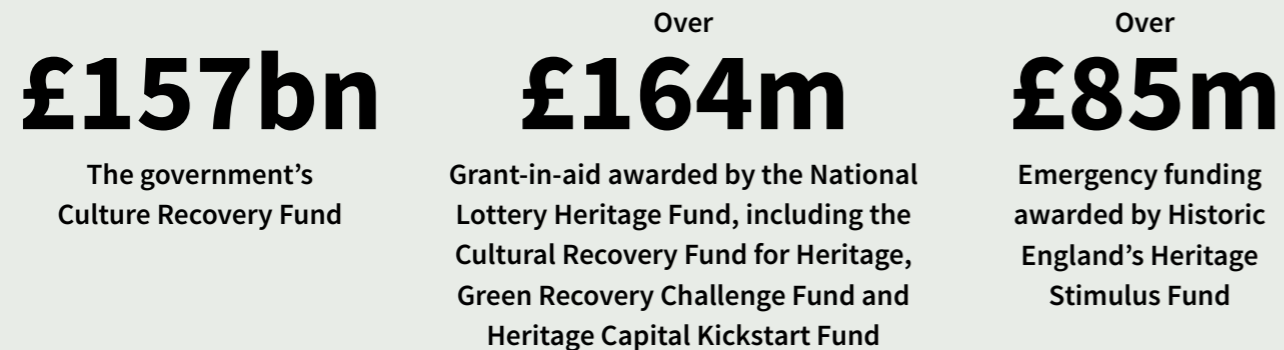 £157bn
The government's
Culture Recovery Fund
Over
£164m
Grant-in-aid awarded by the National
Lottery Heritage Fund, including the
Cultural Recovery Fund for Heritage,
Green Recovery Challenge Fund and
Heritage Capital Kickstart Fund
Over
£85m
Emergency funding
awarded by Historic
England’s Heritage
Stimulus Fund